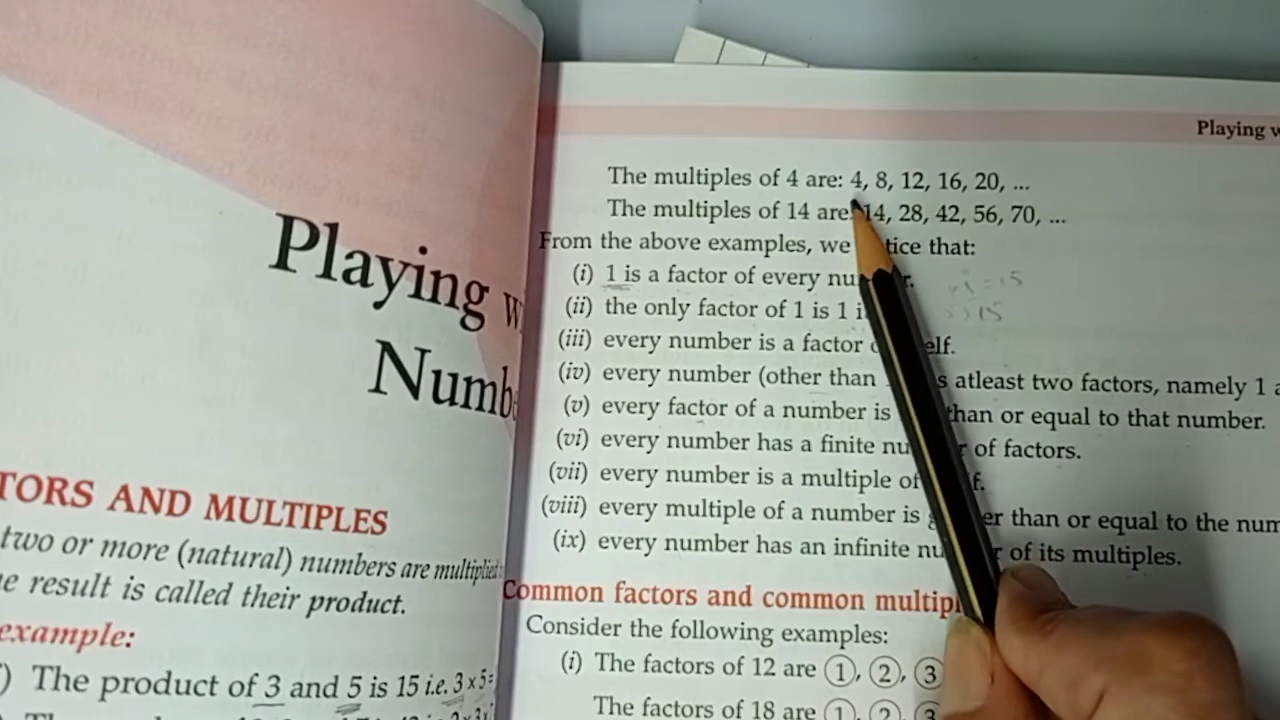 Playing
Numb
TORS AND MULTIPLES
two or more (natural) numbers are multiplied
e result is called their product.
example:
) The product of 3 and 5 is 15 i.e. 3 x 5=
Playing w
The multiples of 4 are: 4, 8, 12, 16, 20, ...
The multiples of 14 are: 14, 28, 42, 56, 70, ...
From the above examples, we tice that:
(i) 1 is a factor of every nu r.
(ii) the only factor of 1 is 1 i
(iii) every number is a factor elf.
(iv) every number (other than s atleast two factors, namely 1 a
(v) every factor of a number is than or equal to that number.
(vi) every number has a finite nu r of factors.
(vii) every number is a multiple of f.
(viii) every multiple of a number is g er than or equal to the num
(ix) every number has an infinite nu r of its multiples.
Common factors and common multipl
Consider the following examples:
(i) The factors of 12 are 1, 2, 3
The factors of 18 are 1, 2, 3